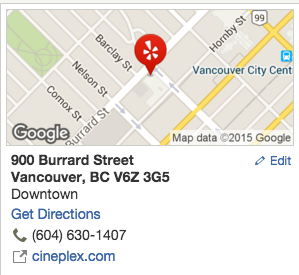 99
Hornby St
Barclay St
Vancouver City Cent
Nelson St
Comox St
Burrard St
Google
Map data ©2015 Google
900 Burrard Street
Edit
Vancouver, BC V6Z 3G5
Downtown
Get Directions
(604) 630-1407
cineplex.com